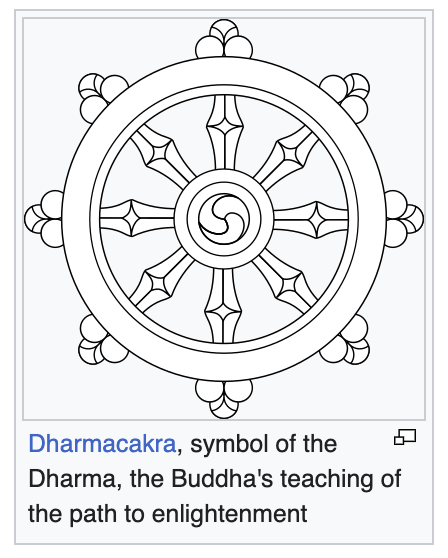 Dharmacakra, symbol of the
Dharma, the Buddha's teaching of
the path to enlightenment